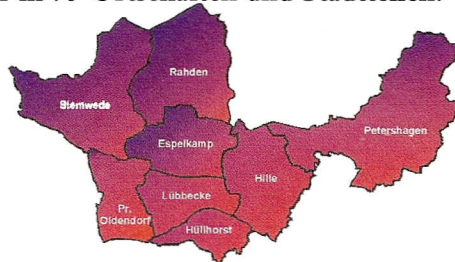 Rahden
Stemwede
Petershagen
Espelkamp
Hille
Lübbecke
Pr.
Oldendorf
Hüllhorst